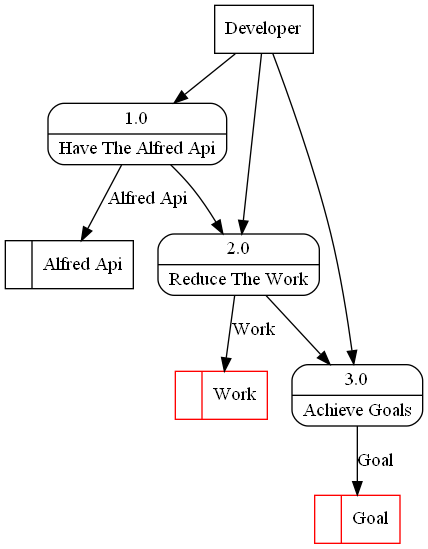 Developer
1.0
Have The Alfred Api
Alfred Api
Alfred Api
2.0
Reduce The Work
Work
Work
3.0
Achieve Goals
Goal
Goal